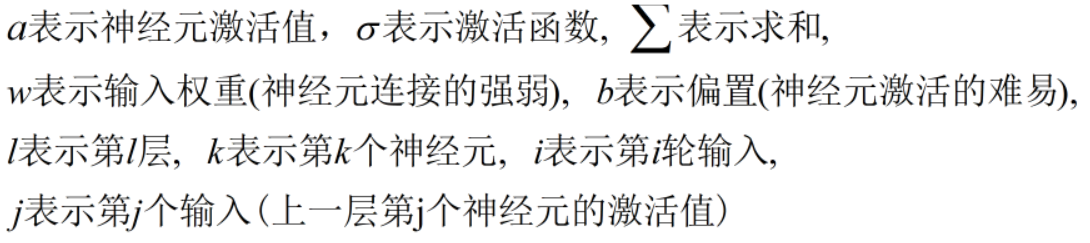 a表示神经元激活值，σ表示激活函数, ∑表示求和,
w表示输入权重(神经元连接的强弱), b表示偏置(神经元激活的难易),
l表示第l层, k表示第k个神经元, i表示第i轮输入,
j表示第j个输入(上一层第j个神经元的激活值)